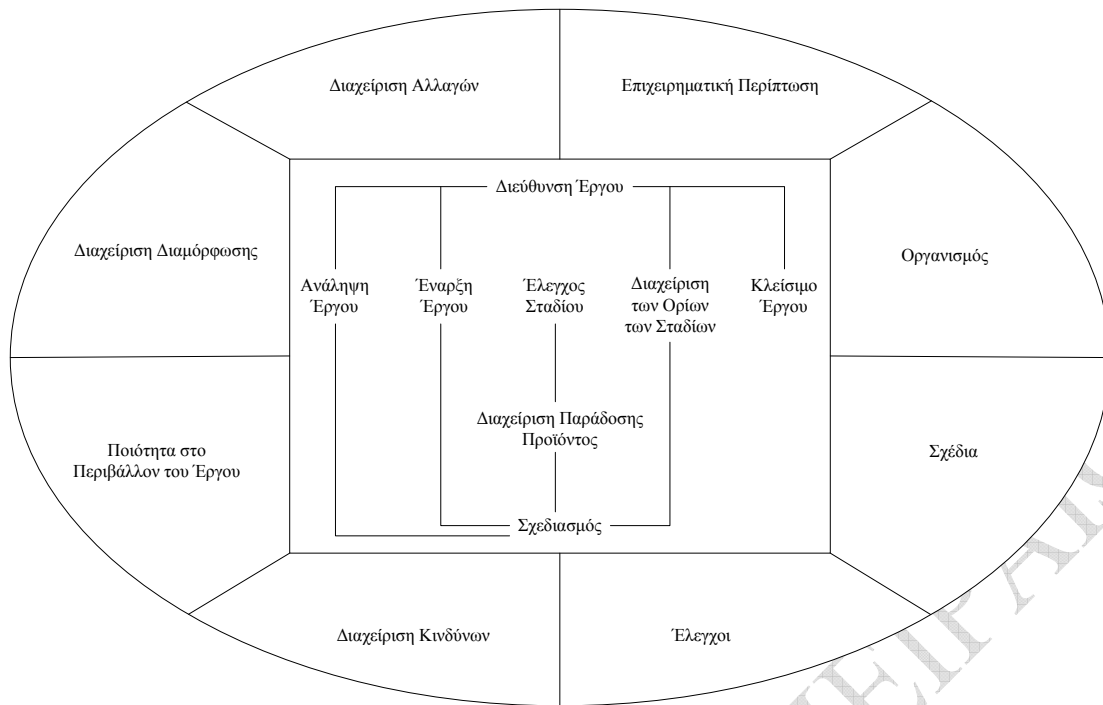 Διαχείριση Αλλαγών
Επιχειρηματική Περίπτωση
Διεύθυνση Έργου
Διαχείριση Διαμόρφωσης
Οργανισμός
Ανάληψη
Έργου
Έναρξη
Έργου
Έλεγχος
Σταδίου
Διαχείριση
των Ορίων
των Σταδίων
Κλείσιμο
Έργου
Διαχείριση Παράδοσης
Προϊόντος
Ποιότητα στο
Περιβάλλον του Έργου
Σχέδια
Σχεδιασμός
Διαχείριση Κινδύνων
Έλεγχοι